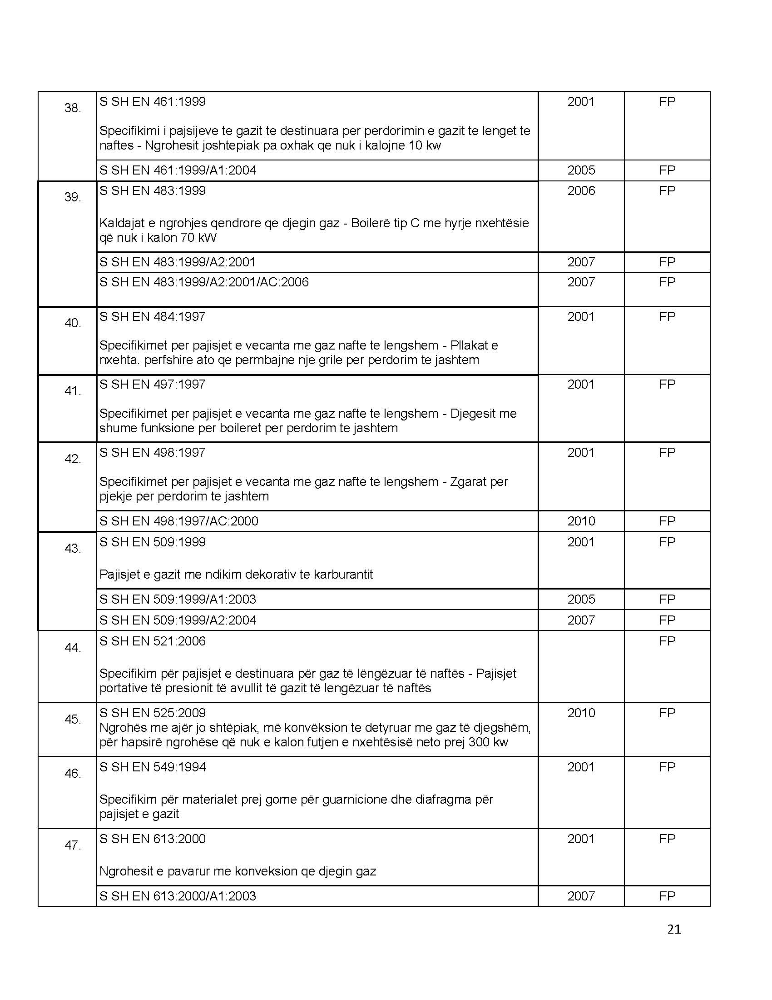 38. S SH EN 461:1999 2001 FP
Specifikimi i pajsijeve te gazit te destinuara per perdorimin e gazit te lenget te
naftes - Ngrohesit joshtepiak pa oxhak qe nuk i kalojne 10 kw
S SH EN 461:1999/A1:2004 2005 FP
39. S SH EN 483:1999 2006 FP
Kaldajat e ngrohjes qendrore qe djegin gaz - Boilerë tip C me hyrje nxehtësie
që nuk i kalon 70 kW
S SH EN 483:1999/A2:2001 2007 FP
S SH EN 483:1999/A2:2001/AC:2006 2007 FP
40. S SH EN 484:1997 2001 FP
Specifikimet per pajisjet e vecanta me gaz nafte te lengshem - Pllakat e
nxehta. perfshire ato qe permbajne nje grile per perdorim te jashtem
41. S SH EN 497:1997 2001 FP
Specifikimet per pajisjet e vecanta me gaz nafte te lengshem - Djegesit me
shume funksione per boileret per perdorim te jashtem
42. S SH EN 498:1997 2001 FP
Specifikimet per pajisjet e vecanta me gaz nafte te lengshem - Zgarat per
pjekje per perdorim te jashtem
S SH EN 498:1997/AC:2000 2010 FP
43. S SH EN 509:1999 2001 FP
Pajisjet e gazit me ndikim dekorativ te karburantit
S SH EN 509:1999/A1:2003 2005 FP
S SH EN 509:1999/A2:2004 2007 FP
44. S SH EN 521:2006 FP
Specifikim për pajisjet e destinuara për gaz të lëngëzuar të naftës - Pajisjet
portative të presionit të avullit të gazit të lengëzuar të naftës
45. S SH EN 525:2009 2010 FP
Ngrohës me ajër jo shtëpiak, më konvëksion te detyruar me gaz të djegshëm,
për hapsirë ngrohëse që nuk e kalon futjen e nxehtësisë neto prej 300 kw
46. S SH EN 549:1994 2001 FP
Specifikim për materialet prej gome për guarnicione dhe diafragma për
pajisjet e gazit
47. S SH EN 613:2000 2001 FP
Ngrohesit e pavarur me konveksion qe djegin gaz
S SH EN 613:2000/A1:2003 2007 FP
21